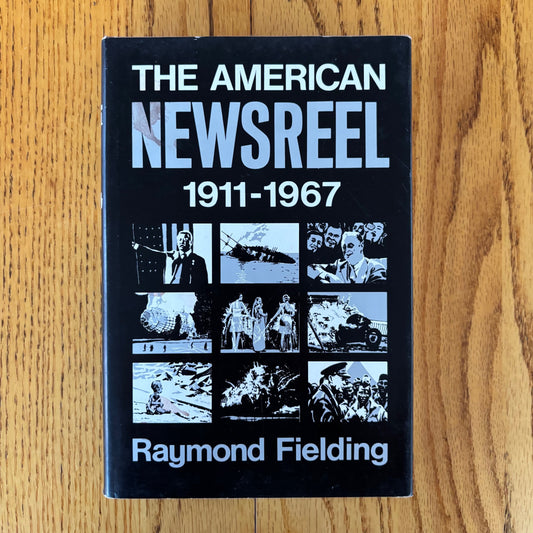 THE AMERICAN
NEWSREEL
1911-1967
Raymond Fielding